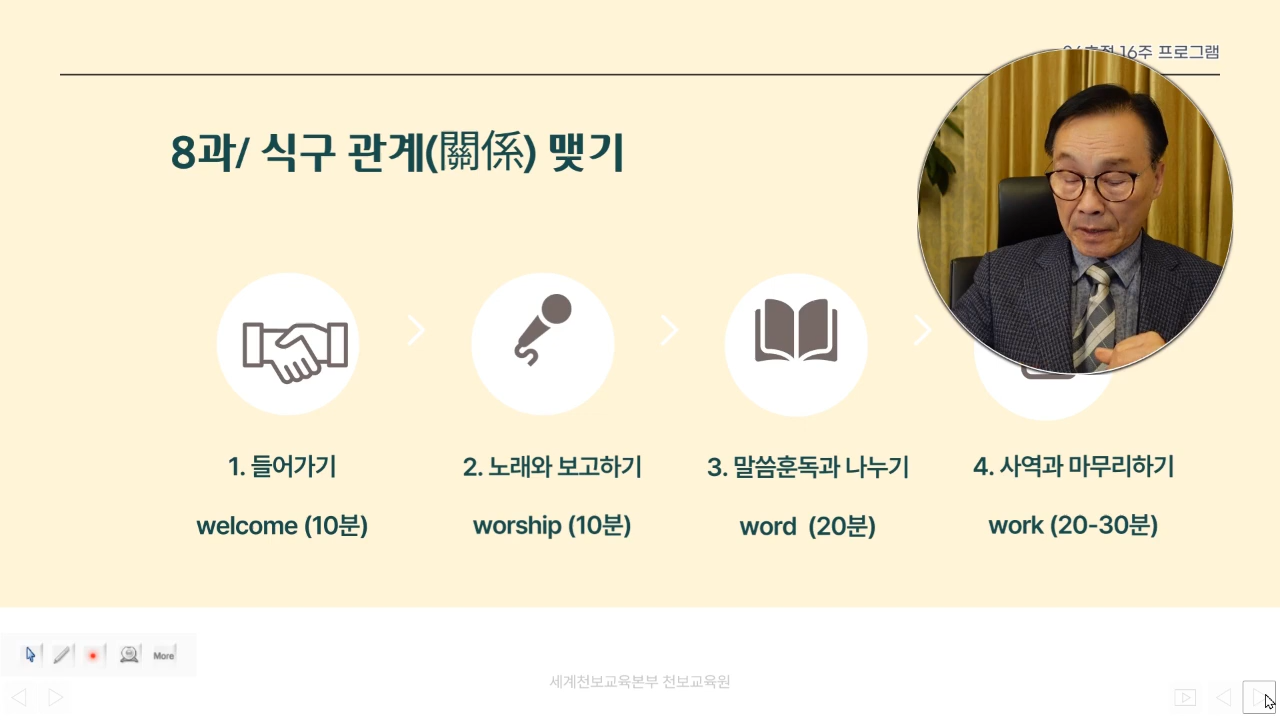 16주 프로그램
8과/ 식구 관계(關係) 맺기
1. 들어가기
2. 노래와 보고하기
3. 말씀훈독과 나누기
4. 사역과 마무리하기
welcome (10분)
worship (10분)
word (20분)
work (20-30분)
More
세계천보교육본부 천보교육원